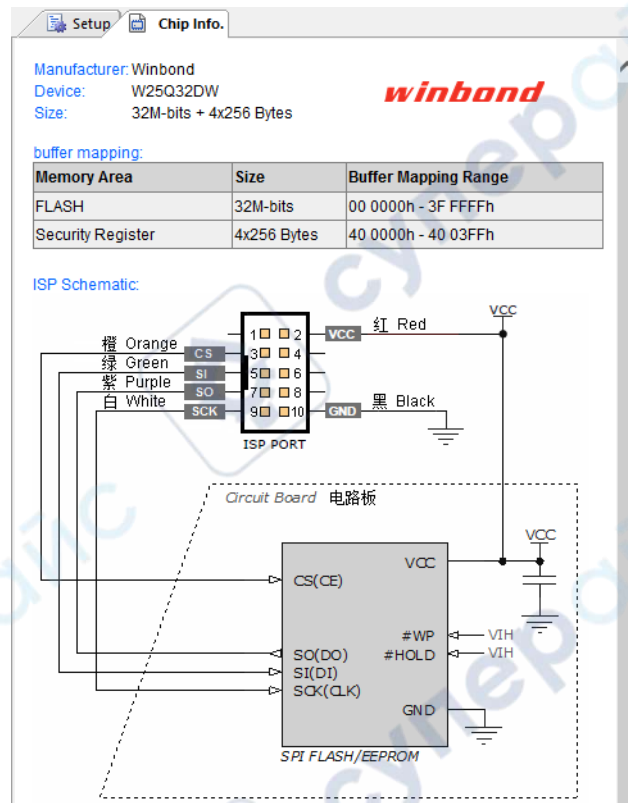 Setup Chip Info.
Manufacturer: Winbond
Device: W25Q32DW
Size: 32M-bits + 4x256 Bytes
winbond
buffer mapping:
Memory Area Size Buffer Mapping Range
FLASH 32M-bits 00 0000h - 3F FFFFh
Security Register 4x256 Bytes 40 0000h - 40 03FFh
ISP Schematic:
VCC
1 2 VCC 红 Red
橙 Orange CS 3 4
绿 Green SI 5 6
紫 Purple SO 7 8
白 White SCK 9 10 GND 黑 Black
ISP PORT
Circuit Board 电路板
VCC
VCC
CS(CE)
#WP VIH
SO(DO) #HOLD VIH
SI(DI)
SCK(CLK)
GND
SPI FLASH/EEPROM
супер
айс
супер